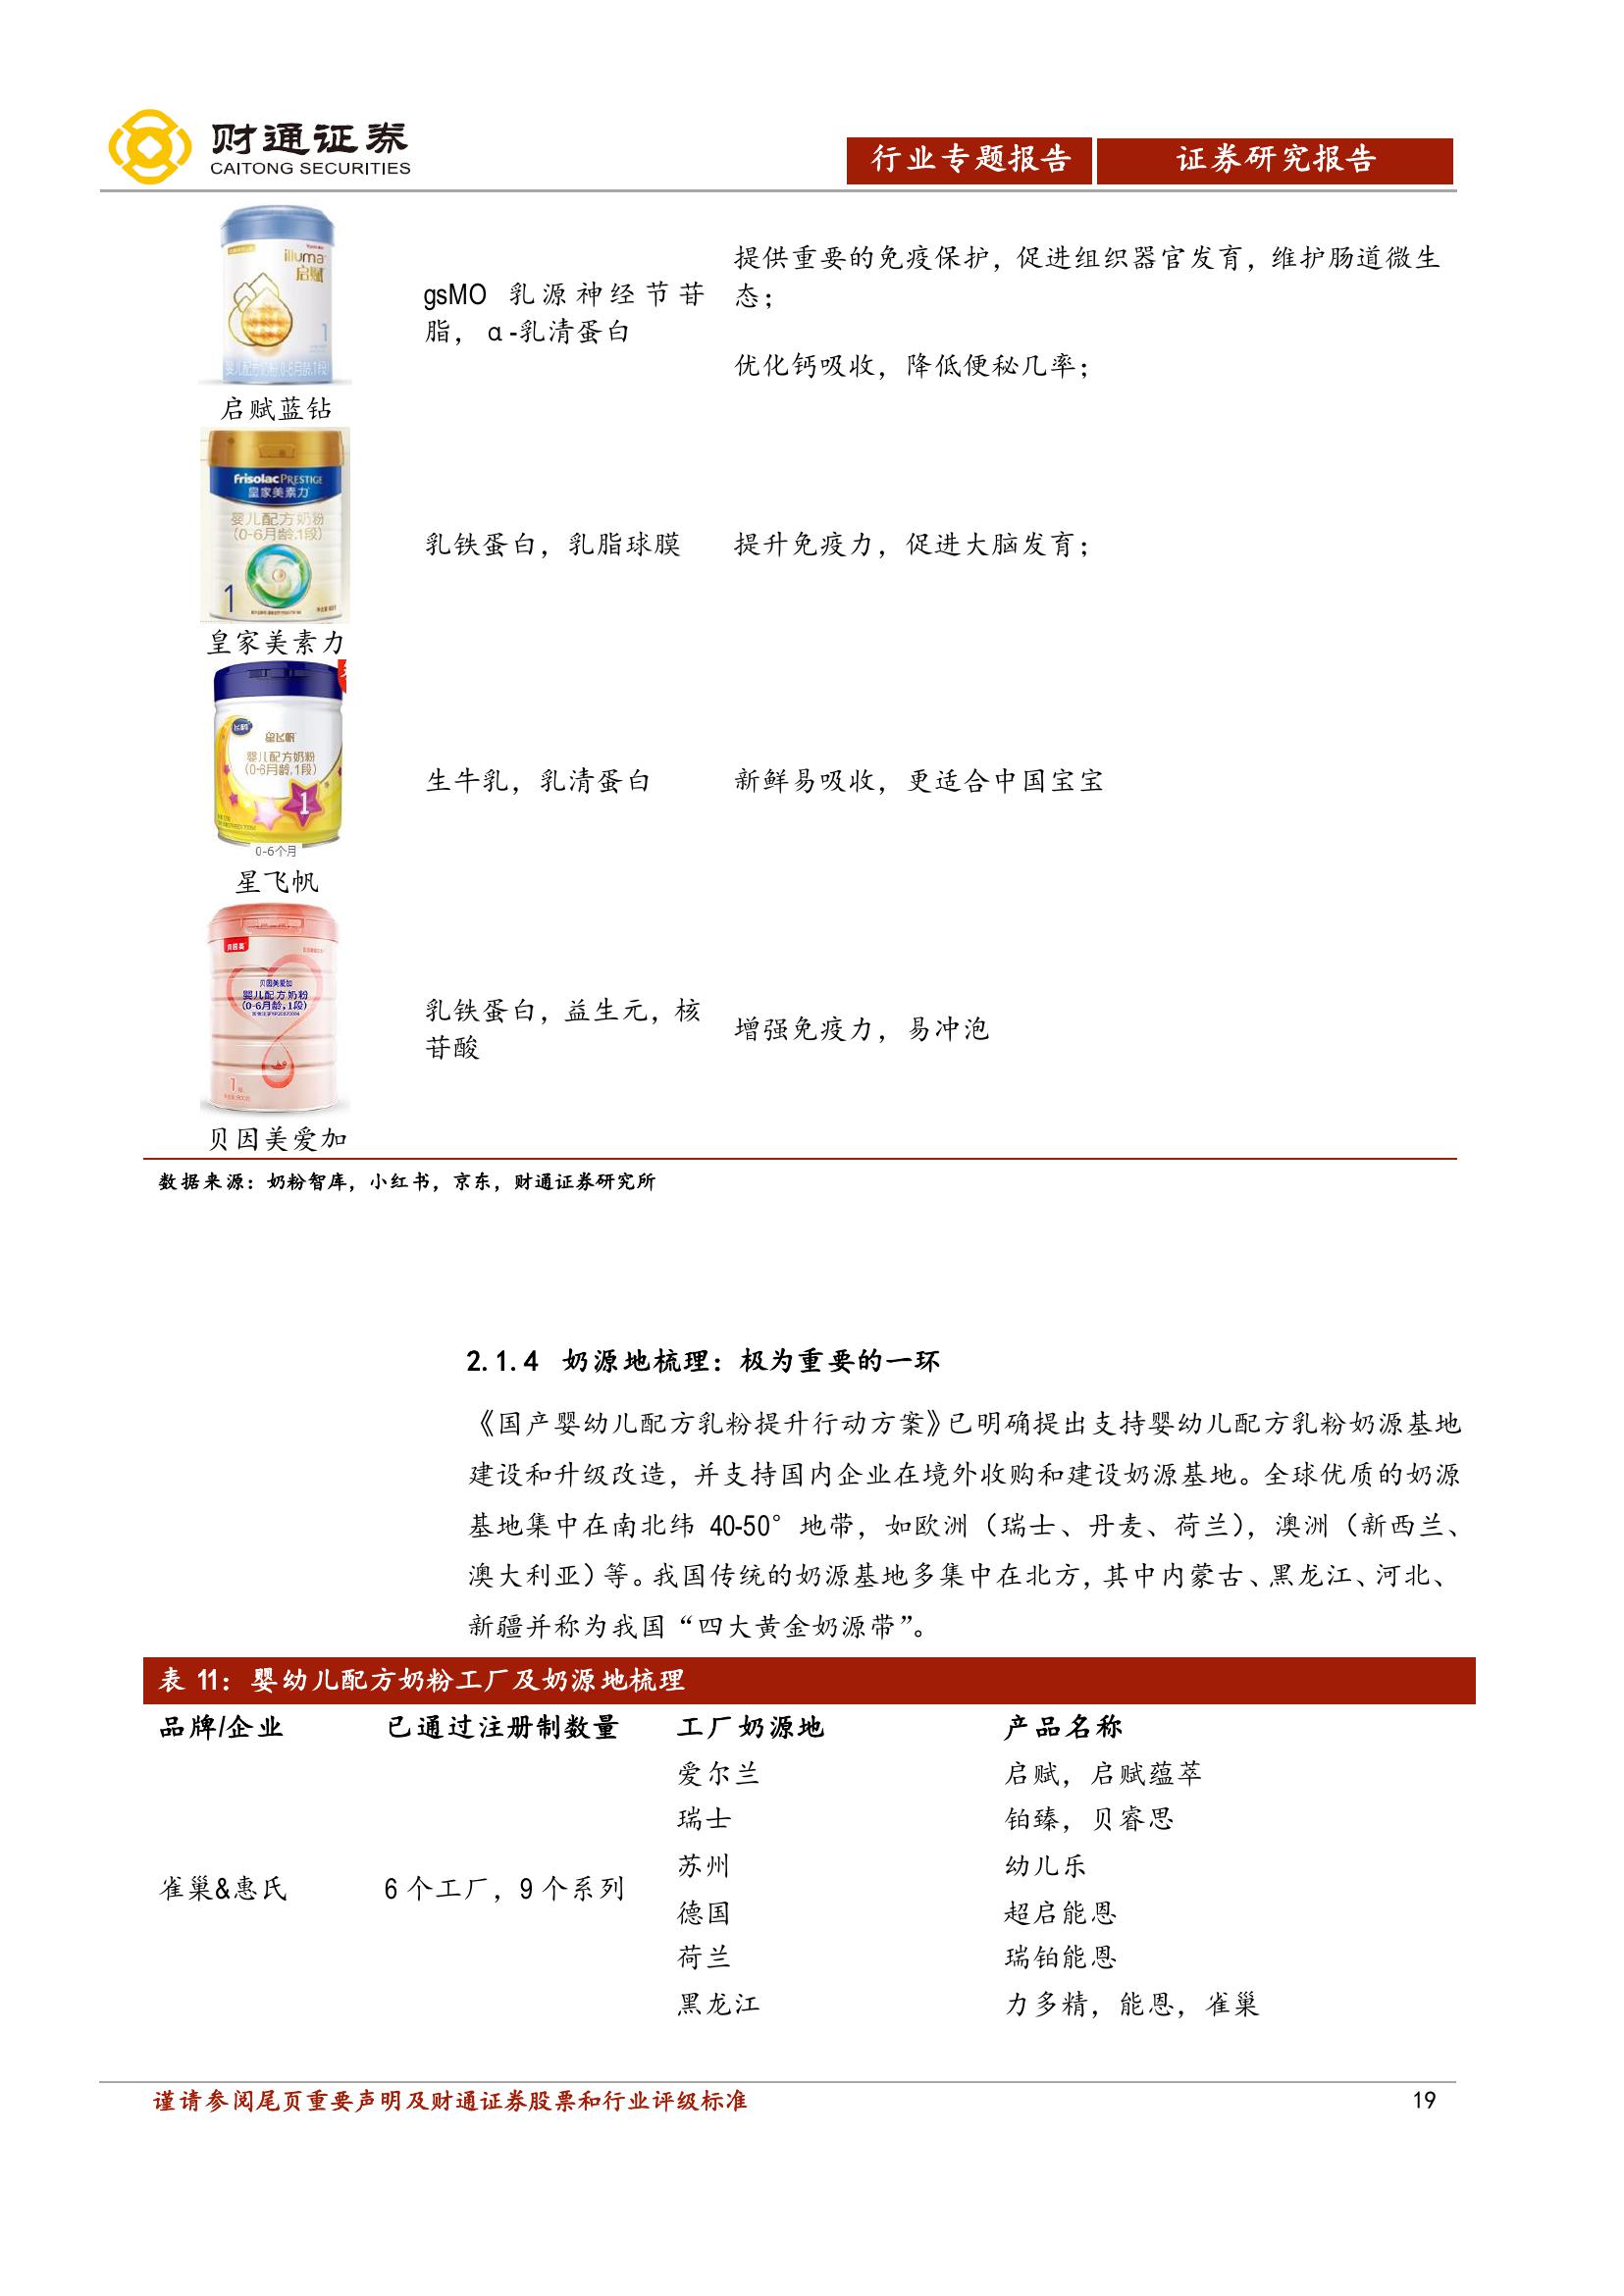 财通证券
CAITONG SECURITIES
行业专题报告 证券研究报告
illuma
启赋
1
婴儿配方奶粉(0-6月龄,1段)
启赋蓝钻
gsMO 乳源神经节苷
脂，α-乳清蛋白
提供重要的免疫保护，促进组织器官发育，维护肠道微生
态；
优化钙吸收，降低便秘几率；
Frisolac PRESTIGE
皇家美素力
婴儿配方奶粉
(0-6月龄,1段)
1
皇家美素力
乳铁蛋白，乳脂球膜
提升免疫力，促进大脑发育；
飞帆
星飞帆
婴儿配方奶粉
(0-6月龄,1段)
1
0-6个月
星飞帆
生牛乳，乳清蛋白
新鲜易吸收，更适合中国宝宝
贝因美
贝因美爱加
婴儿配方奶粉
(0-6月龄,1段)
1
贝因美爱加
乳铁蛋白，益生元，核
苷酸
增强免疫力，易冲泡
数据来源：奶粉智库，小红书，京东，财通证券研究所
2.1.4 奶源地梳理：极为重要的一环
《国产婴幼儿配方乳粉提升行动方案》已明确提出支持婴幼儿配方乳粉奶源基地
建设和升级改造，并支持国内企业在境外收购和建设奶源基地。全球优质的奶源
基地集中在南北纬 40-50°地带，如欧洲（瑞士、丹麦、荷兰），澳洲（新西兰、
澳大利亚）等。我国传统的奶源基地多集中在北方，其中内蒙古、黑龙江、河北、
新疆并称为我国“四大黄金奶源带”。
表 11：婴幼儿配方奶粉工厂及奶源地梳理
品牌/企业 已通过注册制数量 工厂奶源地 产品名称
爱尔兰 启赋，启赋蕴萃
瑞士 铂臻，贝睿思
苏州 幼儿乐
雀巢&惠氏 6 个工厂，9 个系列
德国 超启能恩
荷兰 瑞铂能恩
黑龙江 力多精，能恩，雀巢
谨请参阅尾页重要声明及财通证券股票和行业评级标准 19